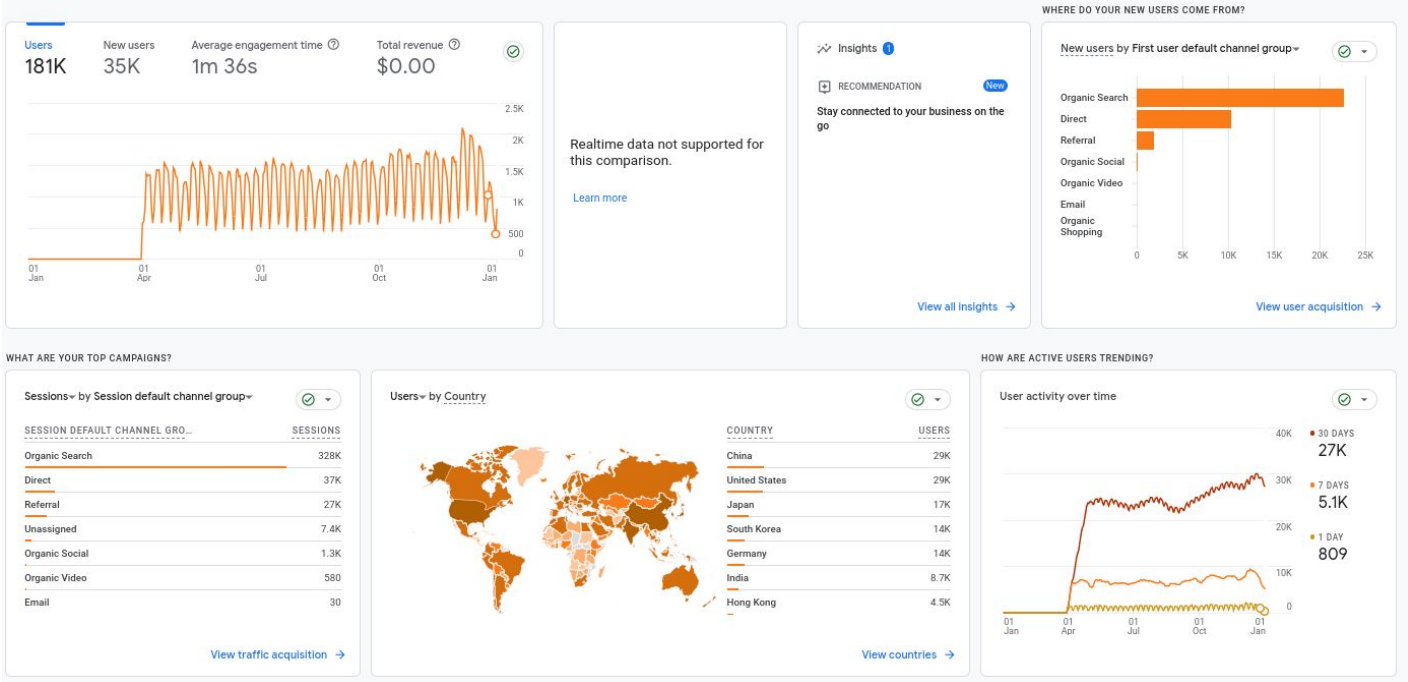 WHERE DO YOUR NEW USERS COME FROM?
Users
181K
New users
35K
Average engagement time
1m 36s
Total revenue
$0.00
2.5K
2K
1.5K
1K
500
0
01 Jan
01 Apr
01 Jul
01 Oct
01 Jan
Realtime data not supported for
this comparison.
Learn more
Insights 1
RECOMMENDATION New
Stay connected to your business on the
go
View all insights
New users by First user default channel group
Organic Search
Direct
Referral
Organic Social
Organic Video
Email
Organic
Shopping
0 5K 10K 15K 20K 25K
View user acquisition
WHAT ARE YOUR TOP CAMPAIGNS?
Sessions by Session default channel group
SESSION DEFAULT CHANNEL GRO... SESSIONS
Organic Search 328K
Direct 37K
Referral 27K
Unassigned 7.4K
Organic Social 1.3K
Organic Video 580
Email 30
View traffic acquisition
Users by Country
COUNTRY USERS
China 29K
United States 29K
Japan 17K
South Korea 14K
Germany 14K
India 8.7K
Hong Kong 4.5K
View countries
HOW ARE ACTIVE USERS TRENDING?
User activity over time
40K
30K
20K
10K
0
01 Jan
01 Apr
01 Jul
01 Oct
01 Jan
30 DAYS
27K
7 DAYS
5.1K
1 DAY
809